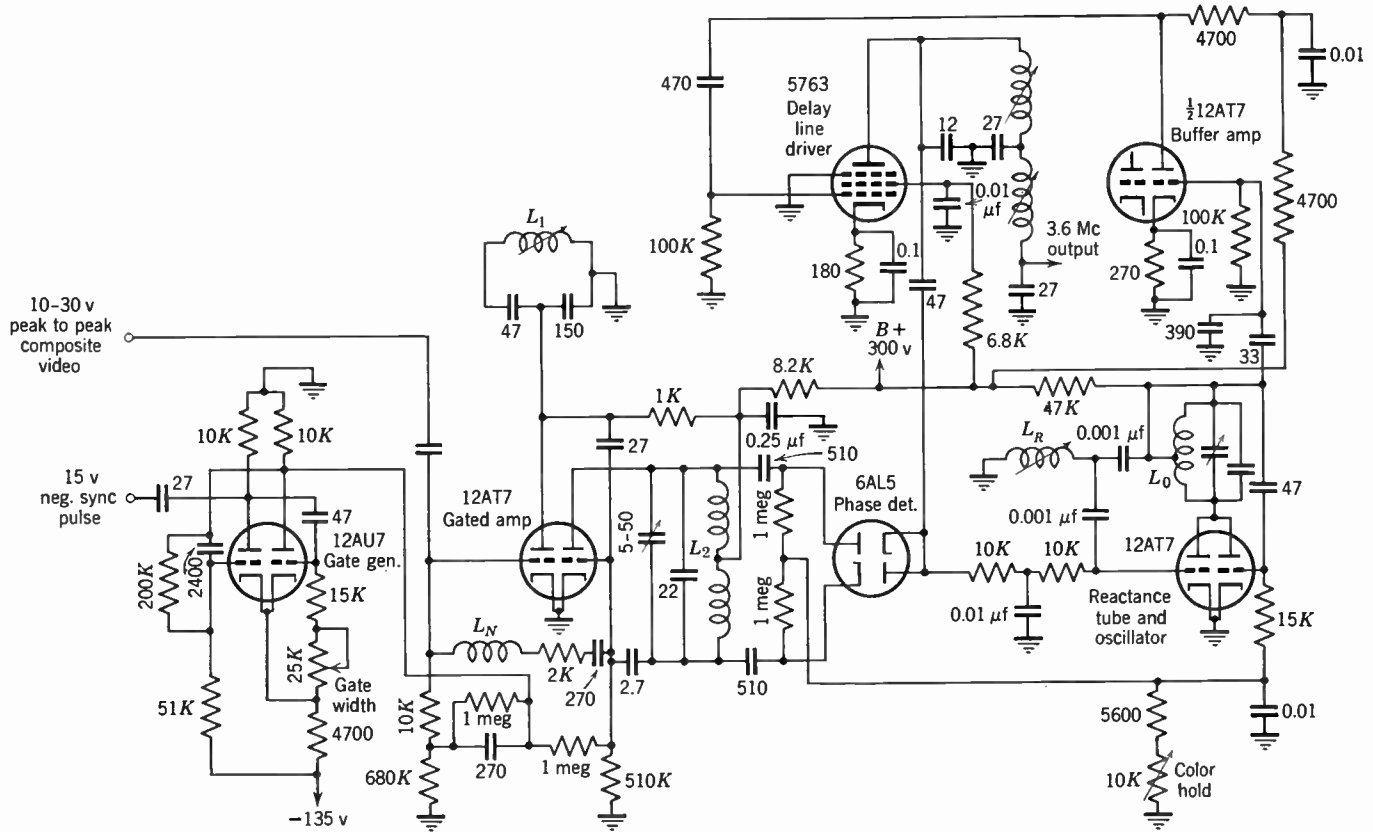 4700
0.01
470
5763
Delay
line
driver
12
27
½12AT7
Buffer amp
0.01
μf
4700
100K
180
0.1
3.6 Mc
output
100K
270
0.1
L1
47
150
47
27
10–30 v
peak to peak
composite
video
B+
300 v
6.8K
390
33
8.2K
1K
47K
10K
10K
27
0.25 μf
510
LR
0.001 μf
L0
15 v
neg. sync
pulse
27
47
12AT7
Gated amp
5-50
1 meg
6AL5
Phase det.
0.001 μf
47
12AU7
Gate gen.
200K
2400
L2
22
10K
10K
12AT7
15K
1 meg
0.01 μf
Reactance
tube and
oscillator
15K
LN
25K
Gate
width
2K
270
2.7
510
51K
10K
1 meg
4700
270
1 meg
680K
510K
5600
0.01
10K
Color
hold
−135 v